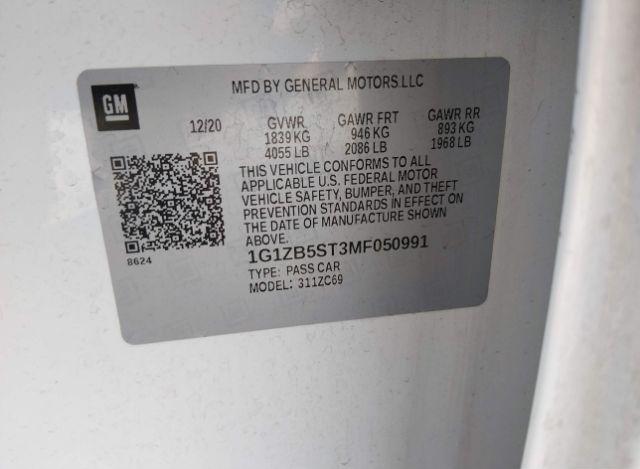 GM
MFD BY GENERAL MOTORS LLC
12/20 GVWR GAWR FRT GAWR RR
1839 KG 946 KG 893 KG
4055 LB 2086 LB 1968 LB
THIS VEHICLE CONFORMS TO ALL
APPLICABLE U.S. FEDERAL MOTOR
VEHICLE SAFETY, BUMPER, AND THEFT
PREVENTION STANDARDS IN EFFECT ON
THE DATE OF MANUFACTURE SHOWN
ABOVE.
8624
1G1ZB5ST3MF050991
TYPE: PASS CAR
MODEL: 311ZC69